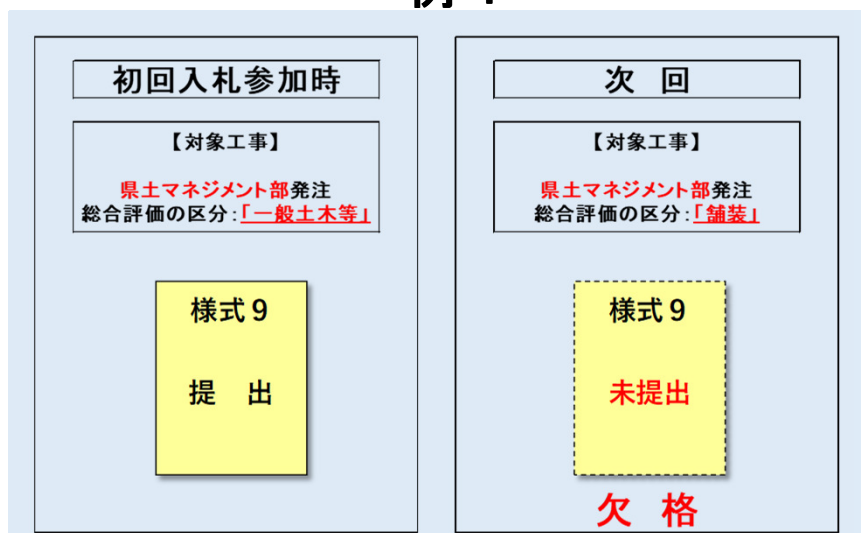 初回入札参加時
【対象工事】
県土マネジメント部発注
総合評価の区分:「一般土木等」
様式9
提 出
次 回
【対象工事】
県土マネジメント部発注
総合評価の区分:「舗装」
様式9
未提出
欠 格